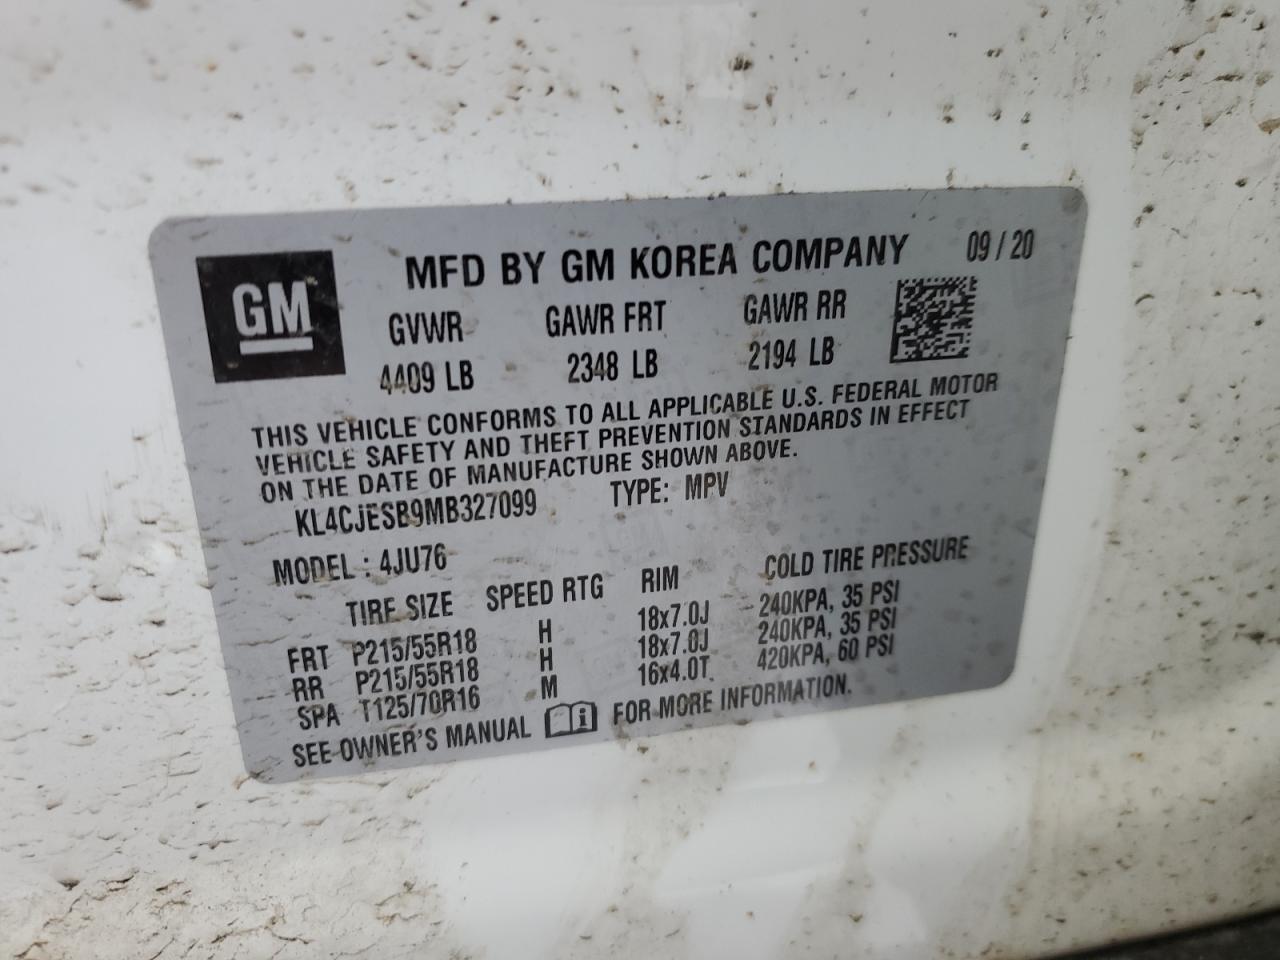 GM
MFD BY GM KOREA COMPANY 09 / 20
GVWR GAWR FRT GAWR RR
4409 LB 2348 LB 2194 LB
THIS VEHICLE CONFORMS TO ALL APPLICABLE U.S. FEDERAL MOTOR
VEHICLE SAFETY AND THEFT PREVENTION STANDARDS IN EFFECT
ON THE DATE OF MANUFACTURE SHOWN ABOVE.
KL4CJESB9MB327099 TYPE: MPV
MODEL : 4JU76
TIRE SIZE SPEED RTG RIM COLD TIRE PRESSURE
FRT P215/55R18 H 18x7.0J 240KPA, 35 PSI
RR P215/55R18 H 18x7.0J 240KPA, 35 PSI
SPA T125/70R16 M 16x4.0T 420KPA, 60 PSI
SEE OWNER'S MANUAL i FOR MORE INFORMATION.